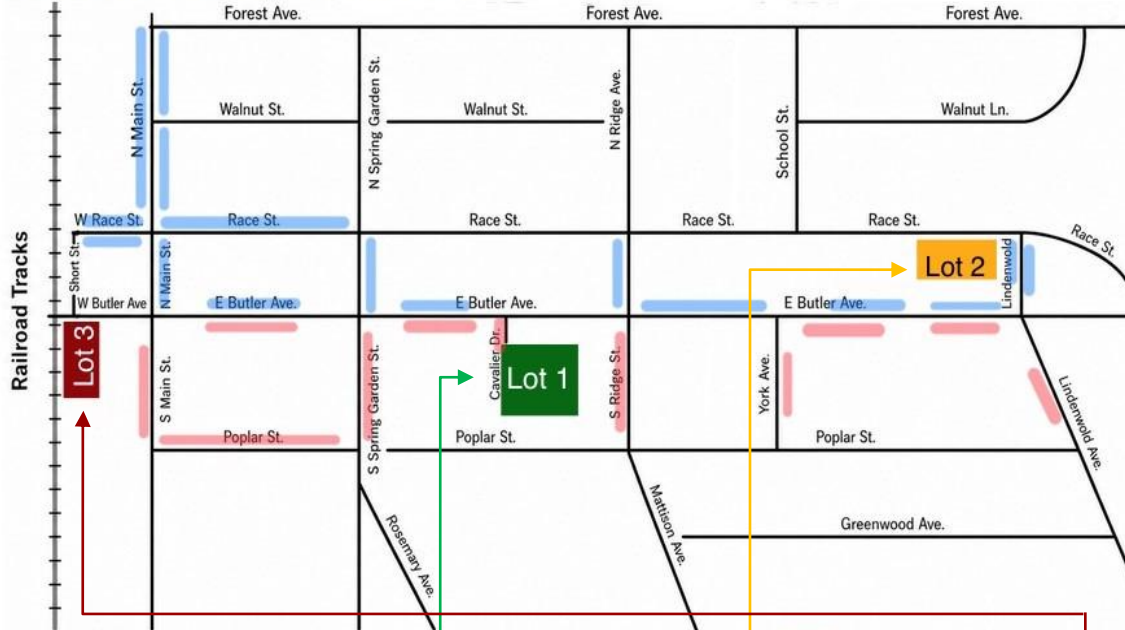 Forest Ave.
Forest Ave.
Forest Ave.
N Main St.
Walnut St.
N Spring Garden St.
Walnut St.
N Ridge Ave.
School St.
Walnut Ln.
W Race St.
Race St.
Race St.
Race St.
Race St.
Race St.
Railroad Tracks
Short St.
N Main St.
Lot 2
Lindenwold
W Butler Ave
E Butler Ave.
E Butler Ave.
E Butler Ave.
Lot 3
S Main St.
S Spring Garden St.
Cavalier Dr.
Lot 1
S Ridge St.
York Ave.
Lindenwold Ave.
Poplar St.
Poplar St.
Poplar St.
Rosemary Ave.
Mattison Ave.
Greenwood Ave.